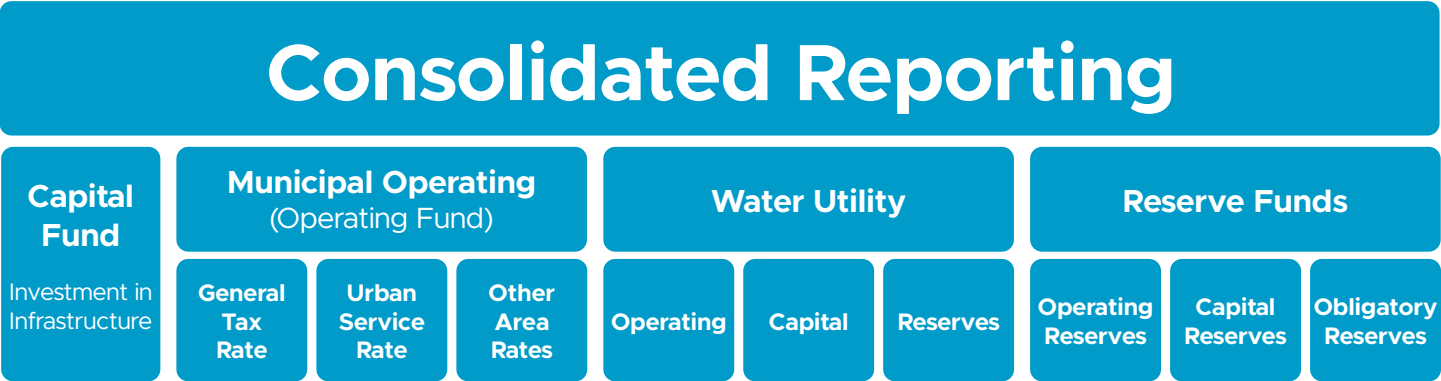 Consolidated Reporting
Capital
Fund
Investment in
Infrastructure
Municipal Operating
(Operating Fund)
General
Tax
Rate
Urban
Service
Rate
Other
Area
Rates
Water Utility
Operating
Capital
Reserves
Reserve Funds
Operating
Reserves
Capital
Reserves
Obligatory
Reserves